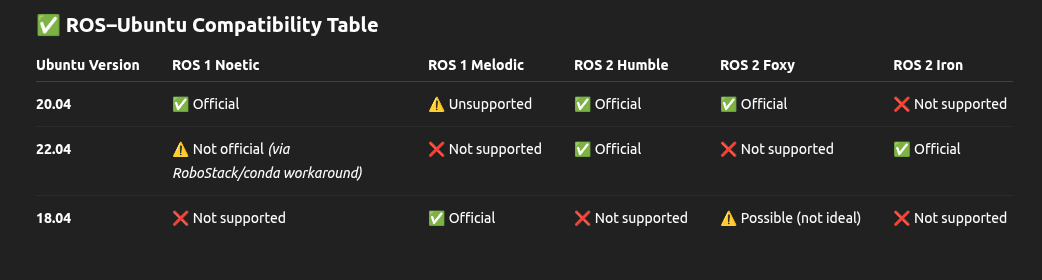 ✅ ROS–Ubuntu Compatibility Table
Ubuntu Version ROS 1 Noetic ROS 1 Melodic ROS 2 Humble ROS 2 Foxy ROS 2 Iron
20.04 ✅ Official ⚠️ Unsupported ✅ Official ✅ Official ❌ Not supported
22.04 ⚠️ Not official (via ❌ Not supported ✅ Official ❌ Not supported ✅ Official
RoboStack/conda workaround)
18.04 ❌ Not supported ✅ Official ❌ Not supported ⚠️ Possible (not ideal) ❌ Not supported